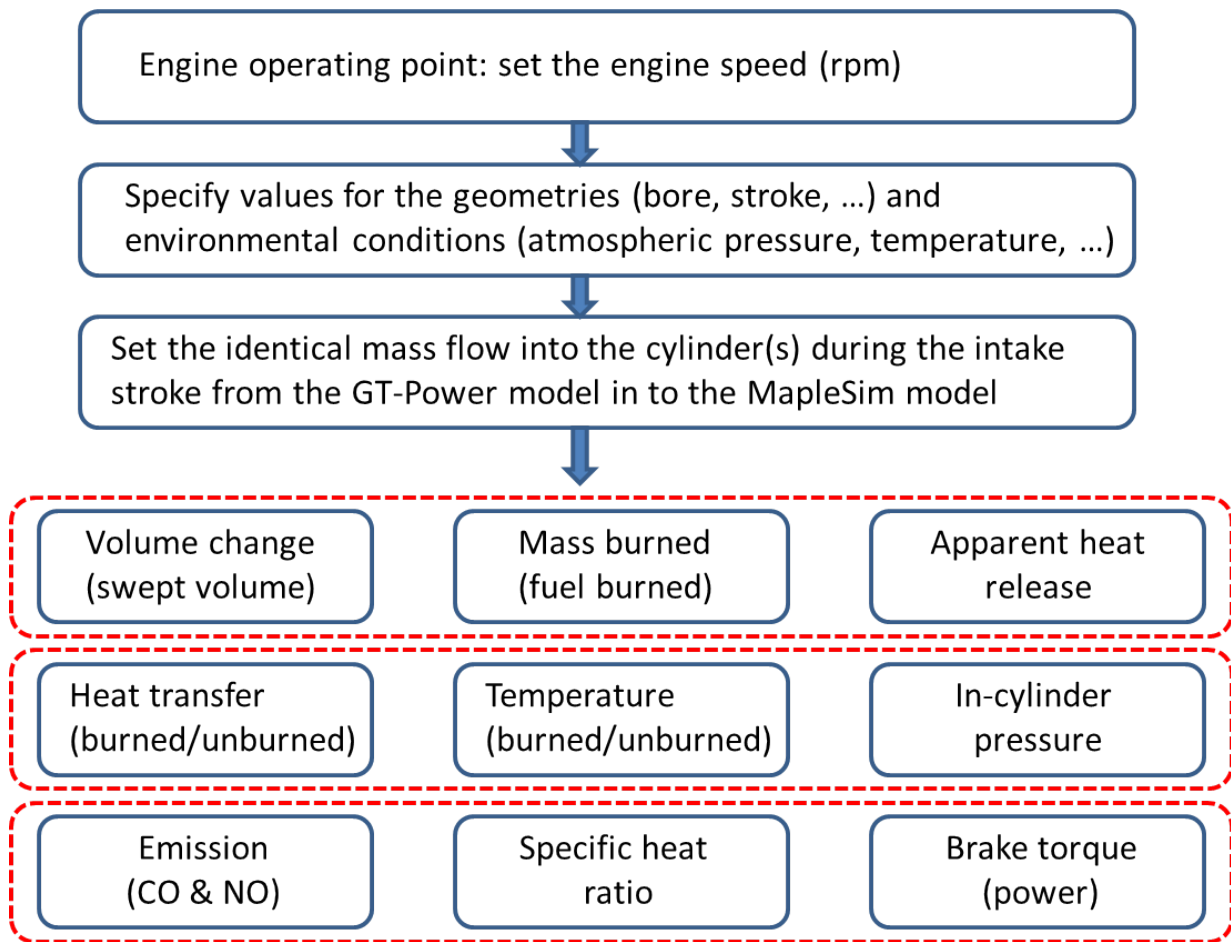 Engine operating point: set the engine speed (rpm)
Specify values for the geometries (bore, stroke, …) and
environmental conditions (atmospheric pressure, temperature, …)
Set the identical mass flow into the cylinder(s) during the intake
stroke from the GT-Power model in to the MapleSim model
Volume change
(swept volume)
Mass burned
(fuel burned)
Apparent heat
release
Heat transfer
(burned/unburned)
Temperature
(burned/unburned)
In-cylinder
pressure
Emission
(CO & NO)
Specific heat
ratio
Brake torque
(power)